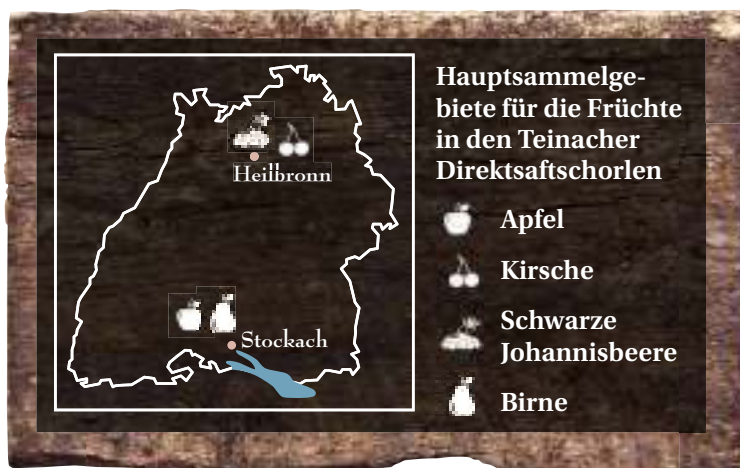 Hauptsammelge-
biete für die Früchte
in den Teinacher
Direktsaftschorlen
Apfel
Kirsche
Schwarze
Johannisbeere
Birne
Heilbronn
Stockach